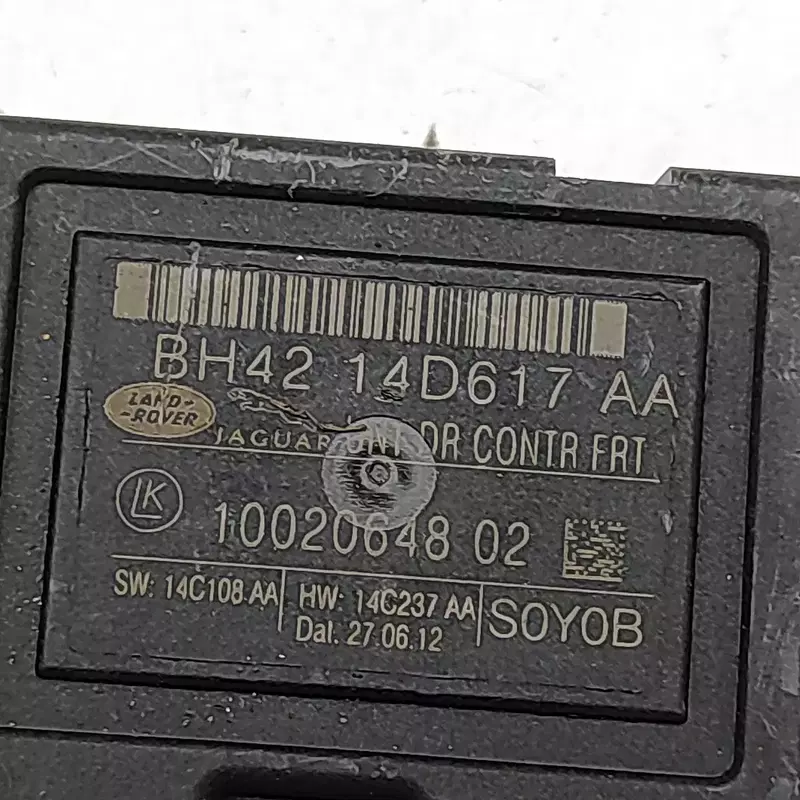 BH42 14D617 AA
LAND-
-ROVER
JAGUAR
DR CONTR FRT
LK
10020648 02
SW: 14C108 AA
HW: 14C237 AA
Dat. 27.06.12
SOYOB